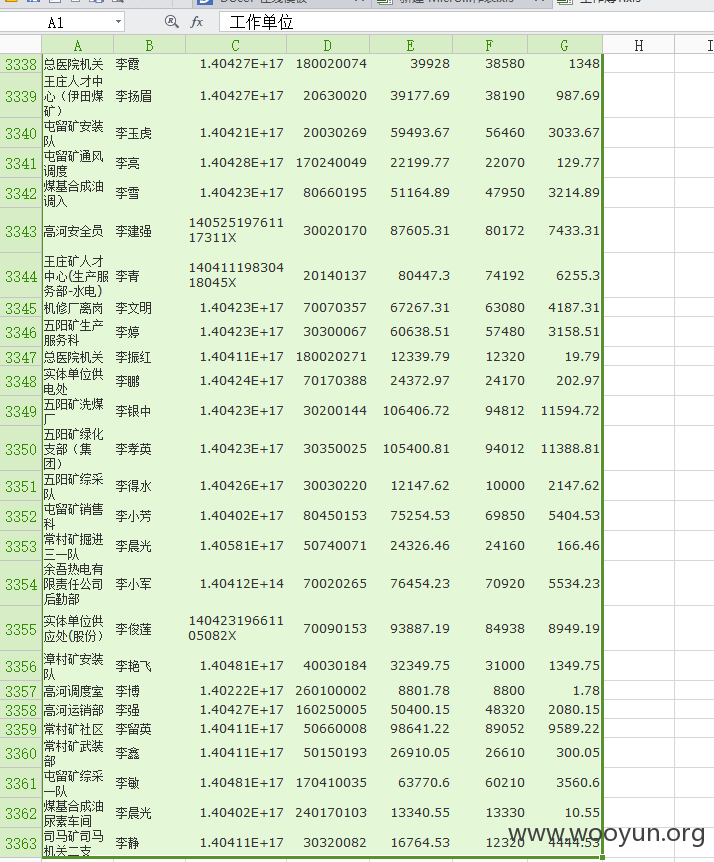 A1 fx 工作单位
A B C D E F G H I
3338 总医院机关 李霞 1.40427E+17 180020074 39928 38580 1348
3339 王庄人才中心（伊田煤矿） 李扬眉 1.40427E+17 20630020 39177.69 38190 987.69
3340 屯留矿安装队 李玉虎 1.40421E+17 20030269 59493.67 56460 3033.67
3341 屯留矿通风调度 李亮 1.40428E+17 170240049 22199.77 22070 129.77
3342 煤基合成油调入 李雪 1.40423E+17 80660195 51164.89 47950 3214.89
3343 高河安全员 李建强 14052519761117311X 30020170 87605.31 80172 7433.31
3344 王庄矿人才中心(生产服务部-水电) 李青 14041119830418045X 20140137 80447.3 74192 6255.3
3345 机修厂离岗 李文明 1.40423E+17 70070357 67267.31 63080 4187.31
3346 五阳矿生产服务科 李婷 1.40423E+17 30300067 60638.51 57480 3158.51
3347 总医院机关 李振红 1.40411E+17 180020271 12339.79 12320 19.79
3348 实体单位供电处 李鹏 1.40424E+17 70170388 24372.97 24170 202.97
3349 五阳矿洗煤厂 李银中 1.40423E+17 30200144 106406.72 94812 11594.72
3350 五阳矿绿化支部（集团） 李孝英 1.40423E+17 30350025 105400.81 94012 11388.81
3351 五阳矿综采队 李得水 1.40426E+17 30030220 12147.62 10000 2147.62
3352 屯留矿销售科 李小芳 1.40402E+17 80450153 75254.53 69850 5404.53
3353 常村矿掘进三一队 李晨光 1.40581E+17 50740071 24326.46 24160 166.46
3354 余吾热电有限责任公司后勤部 李小军 1.40412E+14 70020265 76454.23 70920 5534.23
3355 实体单位供应处(股份） 李俊莲 14042319661105082X 70090153 93887.19 84938 8949.19
3356 漳村矿安装队 李艳飞 1.40481E+17 40030184 32349.75 31000 1349.75
3357 高河调度室 李博 1.40222E+17 260100002 8801.78 8800 1.78
3358 高河运销部 李强 1.40427E+17 160250005 50400.15 48320 2080.15
3359 常村矿社区 李留英 1.40411E+17 50660008 98641.22 89052 9589.22
3360 常村矿武装部 李鑫 1.40411E+17 50150193 26910.05 26610 300.05
3361 屯留矿综采一队 李敏 1.40481E+17 170410035 63770.6 60210 3560.6
3362 煤基合成油尿素车间 李晨光 1.40402E+17 240170103 13340.55 13330 10.55
3363 司马矿司马机关二支 李静 1.40411E+17 30320082 16764.53 12320 4444.53
www.wooyun.org